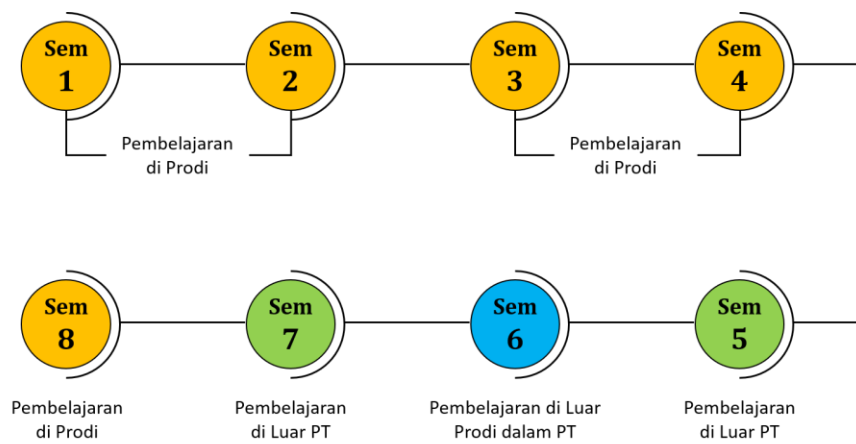 Sem
1
Sem
2
Sem
3
Sem
4
Pembelajaran
di Prodi
Pembelajaran
di Prodi
Sem
8
Sem
7
Sem
6
Sem
5
Pembelajaran
di Prodi
Pembelajaran
di Luar PT
Pembelajaran di Luar
Prodi dalam PT
Pembelajaran
di Luar PT